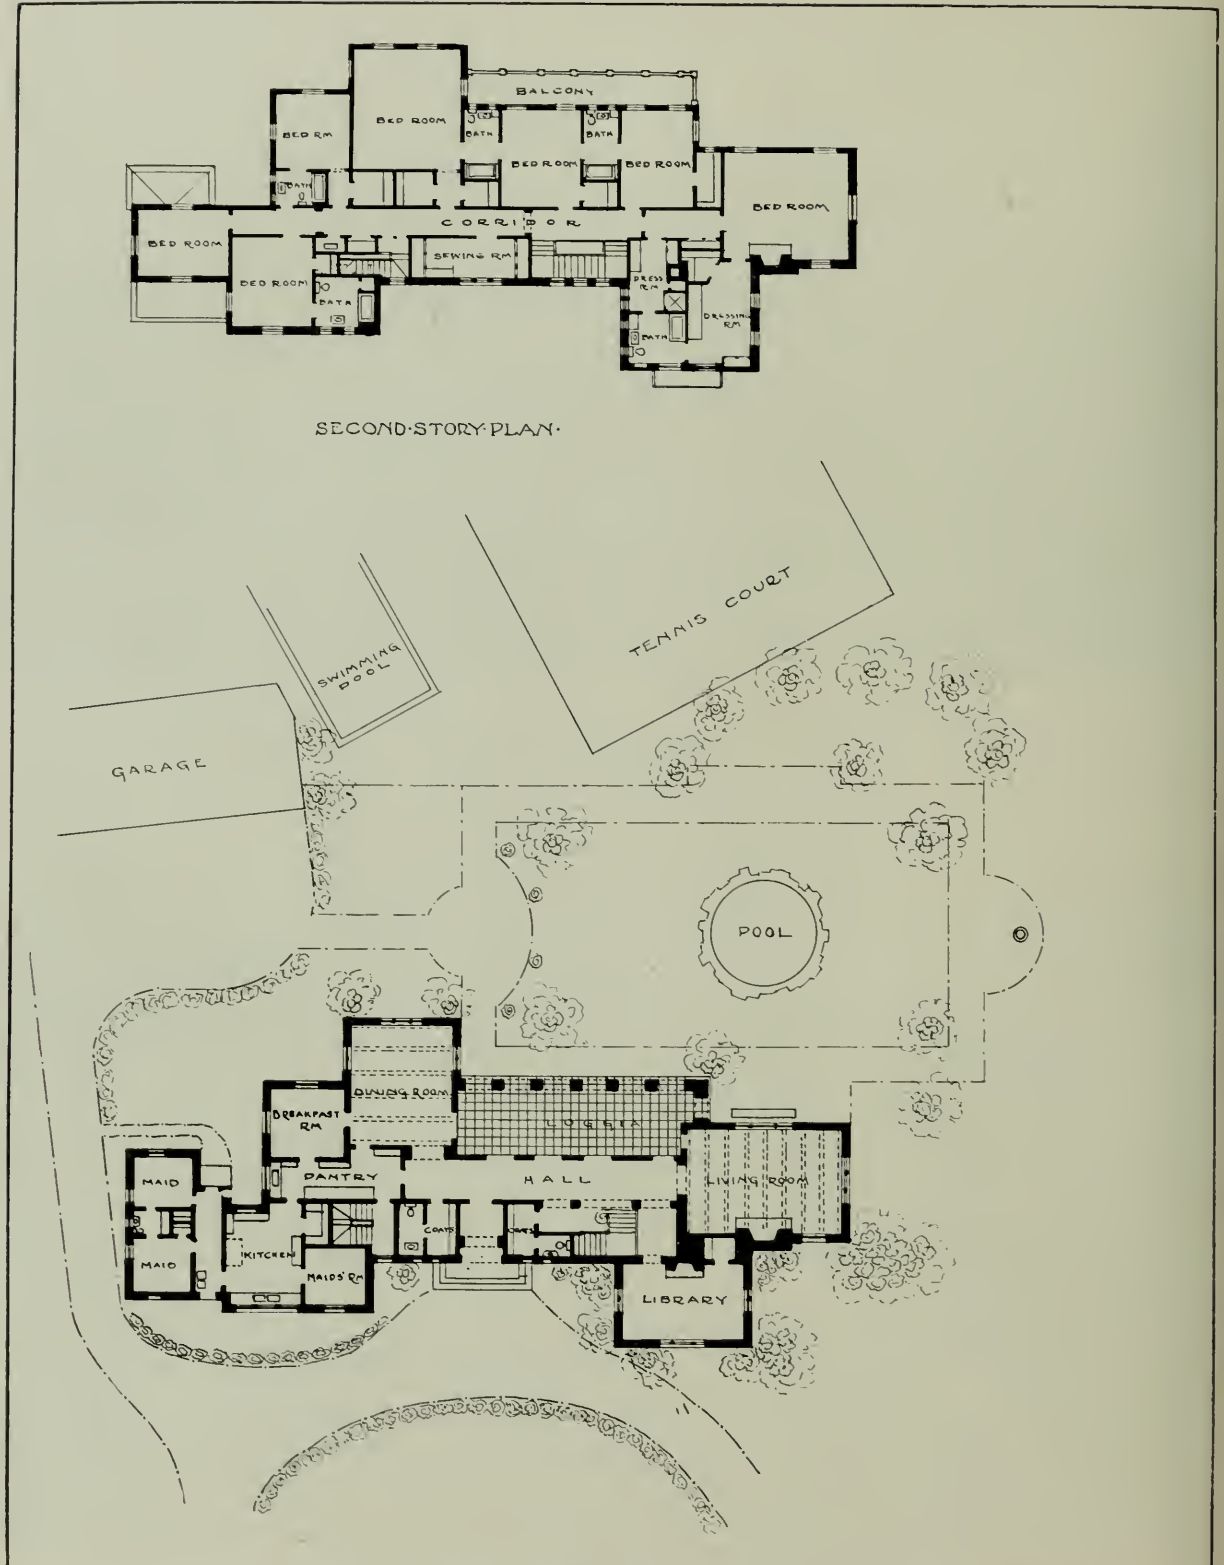 BALCONY
BED ROOM
BED RM
BATH
BATH
BED ROOM
BED ROOM
BATH
BED ROOM
CORRIDOR
BED ROOM
SEWING RM
BED ROOM
DRESS
RM
BATH
DRESSING
RM
BATH
SECOND·STORY·PLAN·
TENNIS COURT
SWIMMING
POOL
GARAGE
POOL
DINING ROOM
BREAKFAST
RM
LOGGIA
PANTRY
HALL
LIVING ROOM
MAID
COATS
COATS
KITCHEN
MAID
MAIDS' RM
LIBRARY